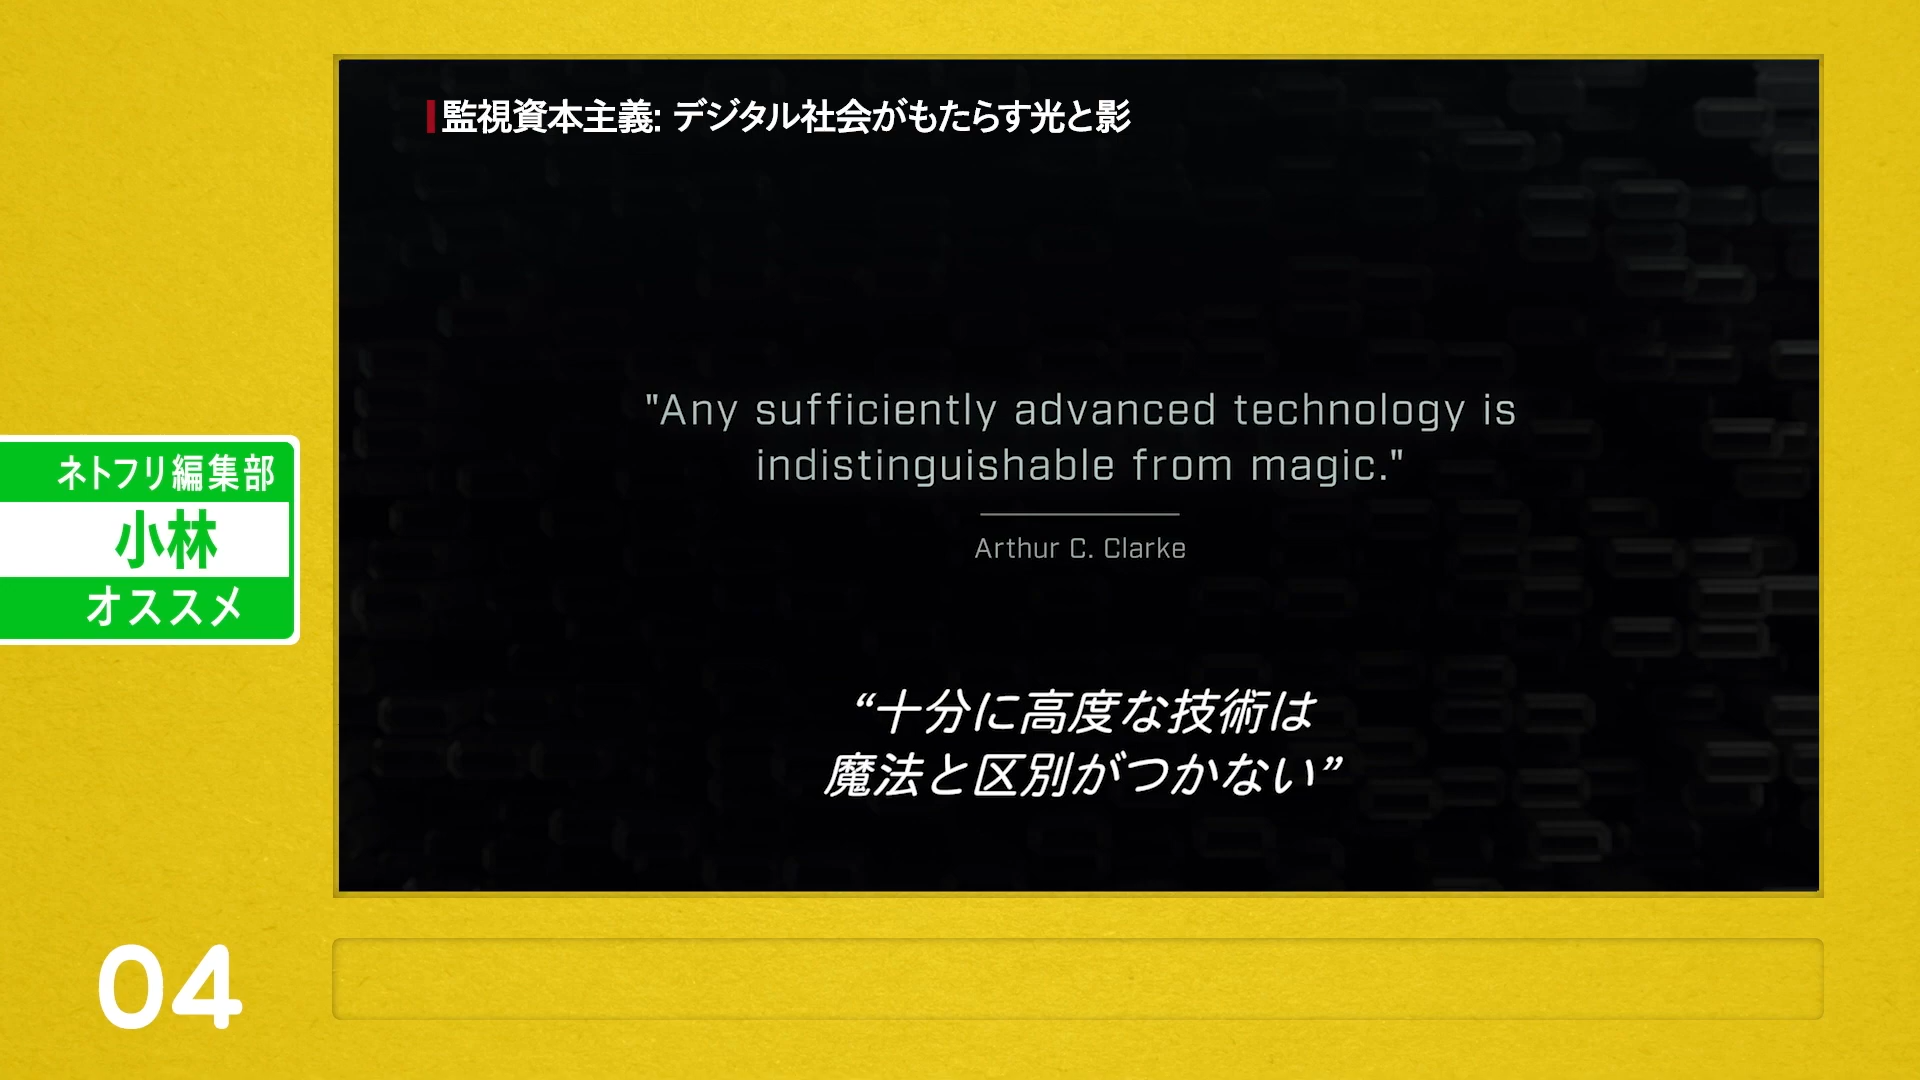 監視資本主義: デジタル社会がもたらす光と影
"Any sufficiently advanced technology is
indistinguishable from magic."
Arthur C. Clarke
“十分に高度な技術は
魔法と区別がつかない”
ネトフリ編集部
小林
オススメ
04